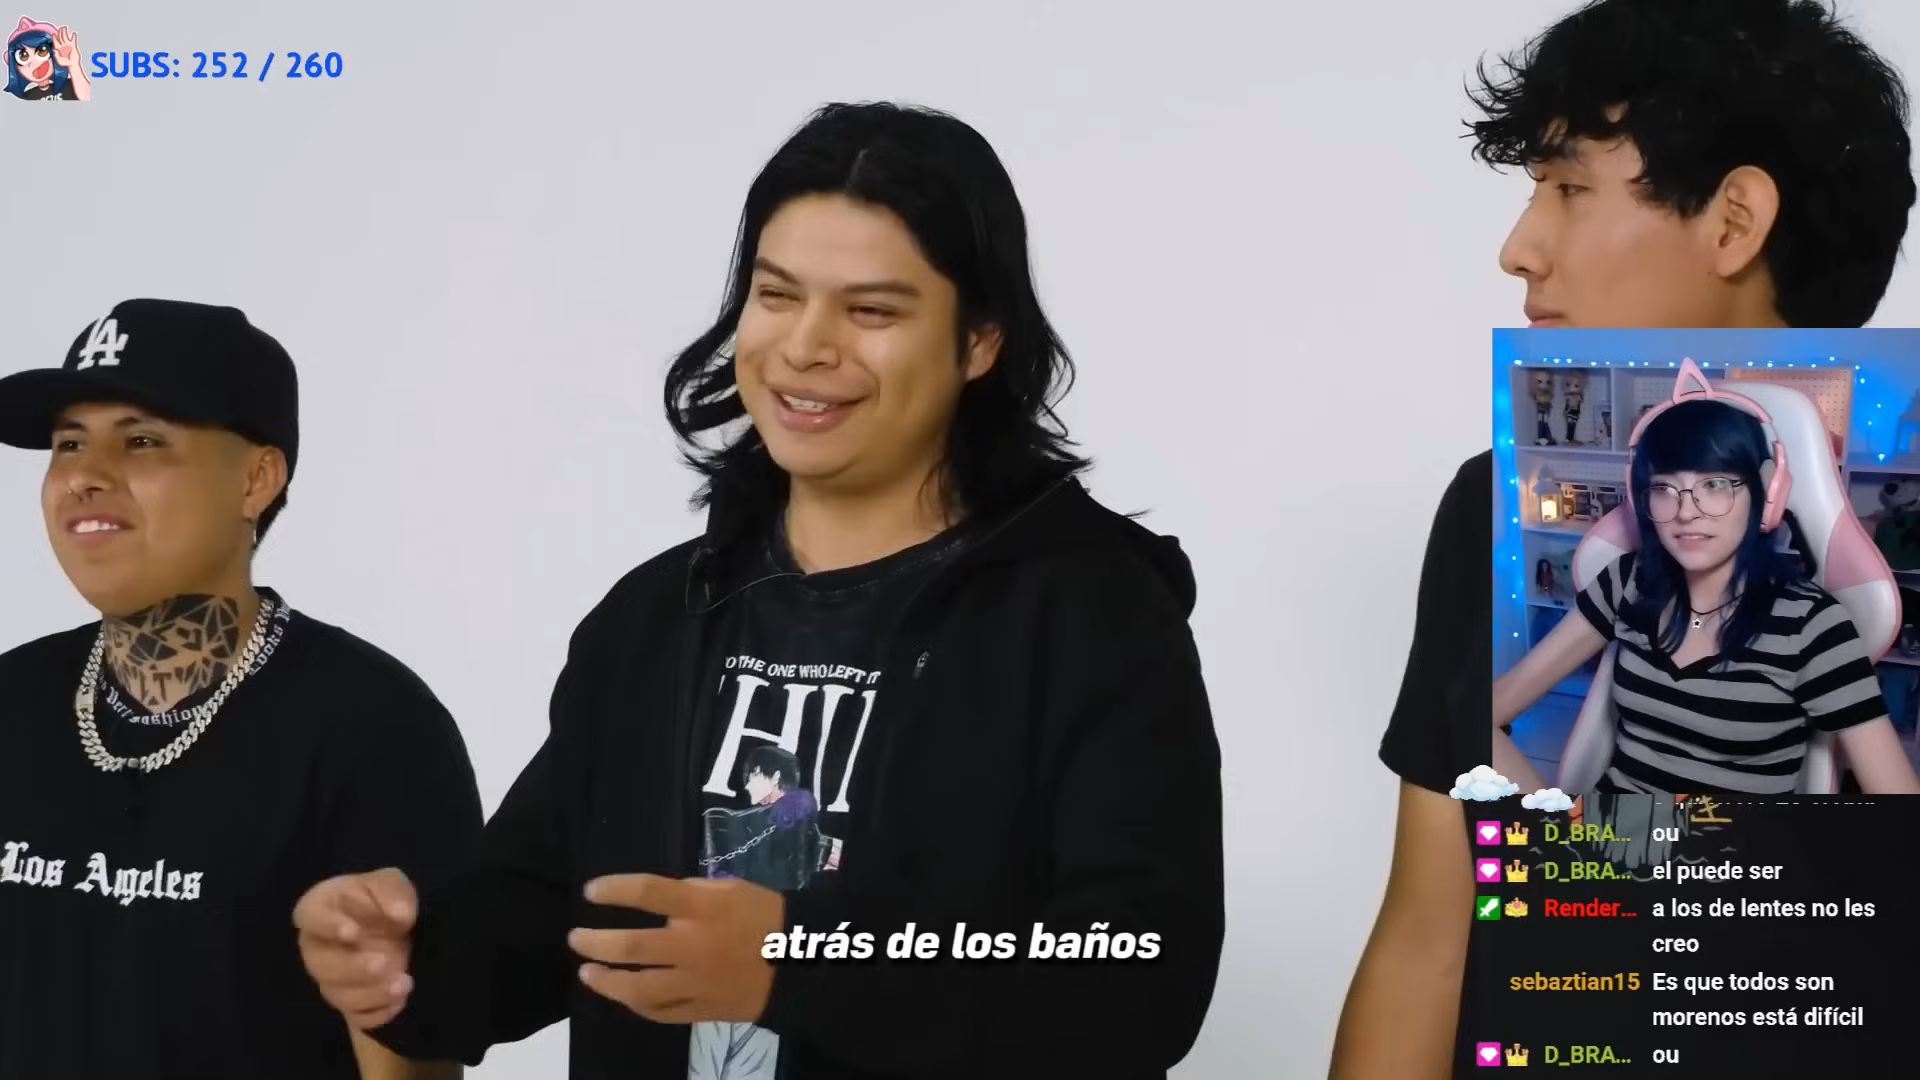 SUBS: 252 / 260
LA
O THE ONE WHO LEFT IT
Los Angeles
atrás de los baños
D_BRA... ou
D_BRA... el puede ser
Render... a los de lentes no les
creo
sebaztian15 Es que todos son
morenos está difícil
D_BRA... ou